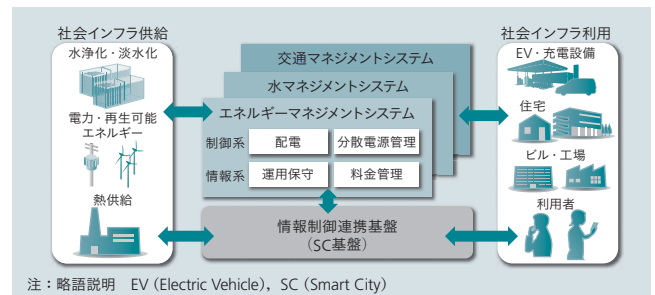 社会インフラ供給
水浄化・淡水化
電力・再生可能
エネルギー
熱供給
交通マネジメントシステム
水マネジメントシステム
エネルギーマネジメントシステム
制御系 配電 分散電源管理
情報系 運用保守 料金管理
情報制御連携基盤
(SC基盤)
社会インフラ利用
EV・充電設備
住宅
ビル・工場
利用者
注:略語説明 EV(Electric Vehicle),SC(Smart City)